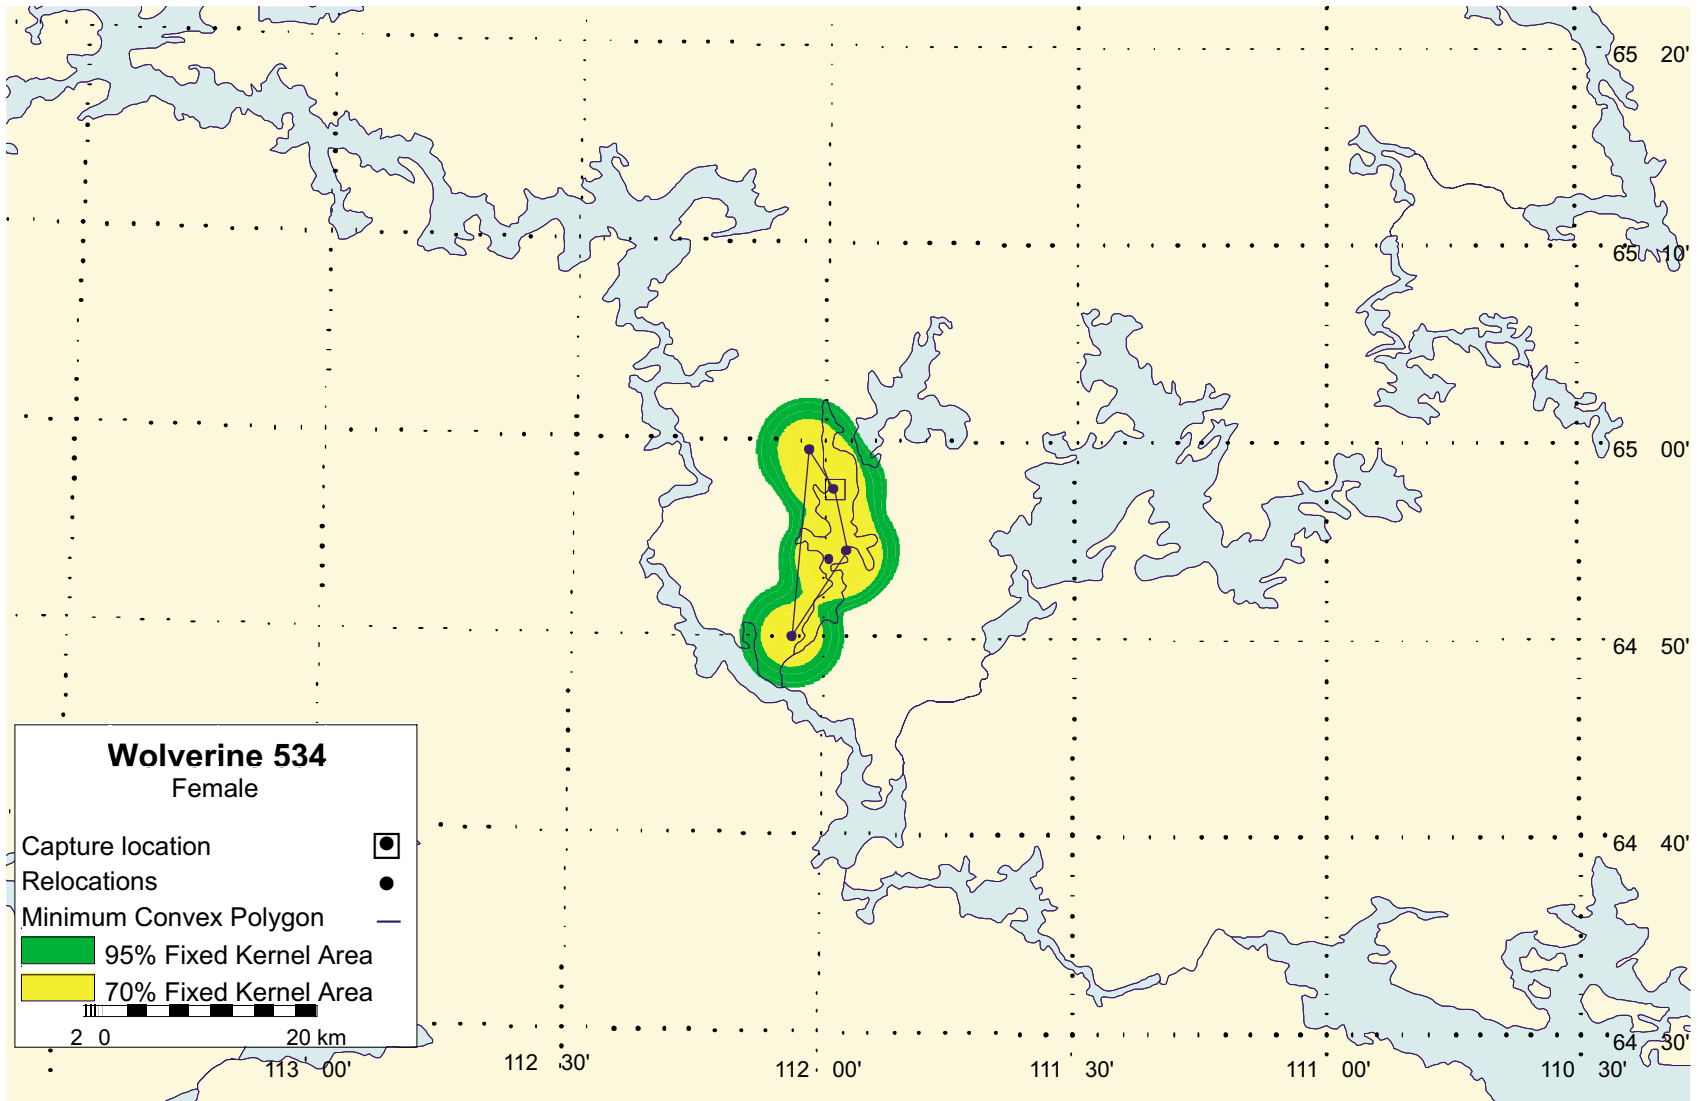 65 20'
65 10'
65 00'
64 50'
64 40'
64 30'
Wolverine 534
Female
Capture location
Relocations
Minimum Convex Polygon
95% Fixed Kernel Area
70% Fixed Kernel Area
2 0 20 km
113 00'
112 30'
112 00'
111 30'
111 00'
110 30'